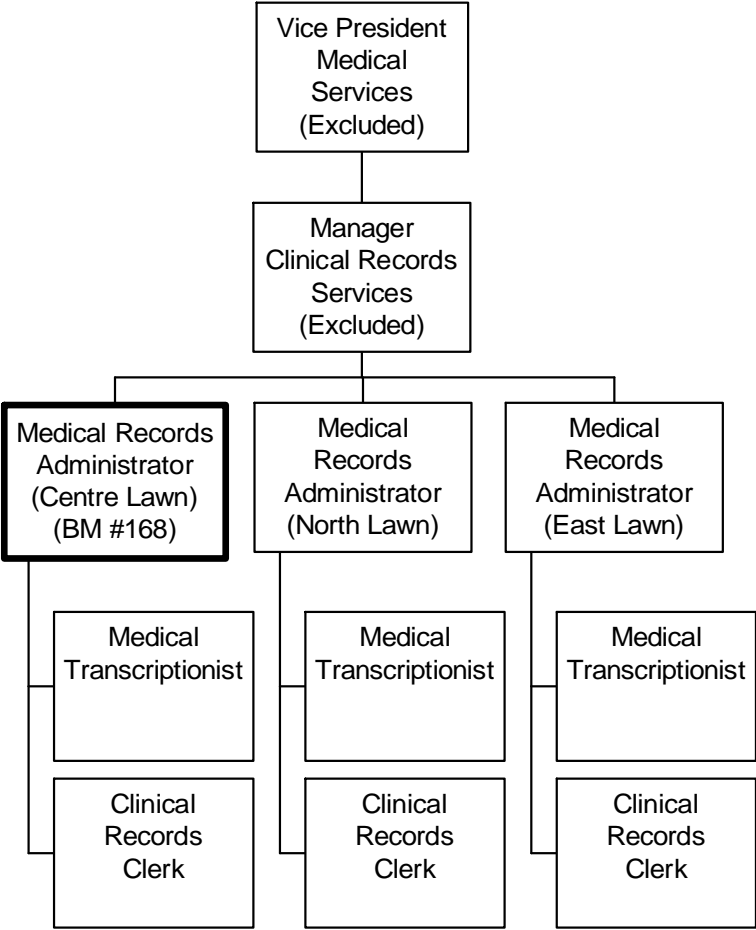 Vice President
Medical
Services
(Excluded)
Manager
Clinical Records
Services
(Excluded)
Medical Records
Administrator
(Centre Lawn)
(BM #168)
Medical
Records
Administrator
(North Lawn)
Medical
Records
Administrator
(East Lawn)
Medical
Transcriptionist
Medical
Transcriptionist
Medical
Transcriptionist
Clinical
Records
Clerk
Clinical
Records
Clerk
Clinical
Records
Clerk